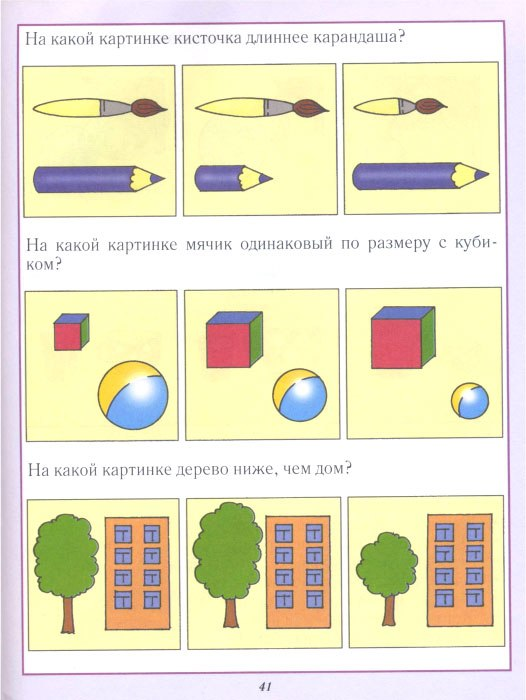 На какой картинке кисточка длиннее карандаша?
На какой картинке мячик одинаковый по размеру с куби-
ком?
На какой картинке дерево ниже, чем дом?
41